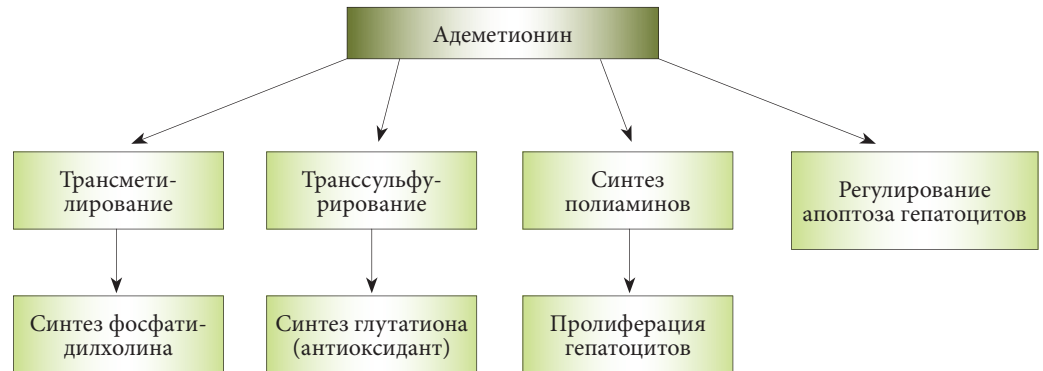 Адеметионин
Трансмети-
лирование
Транссульфу-
рирование
Синтез
полиаминов
Регулирование
апоптоза гепатоцитов
Синтез фосфати-
дилхолина
Синтез глутатиона
(антиоксидант)
Пролиферация
гепатоцитов